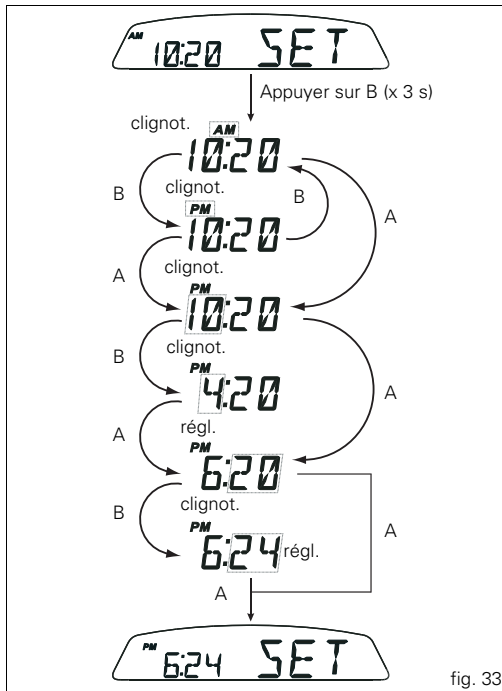 AM 10:20 SET
Appuyer sur B (x 3 s)
clignot.
AM
10:20
B
clignot.
B
A
PM
10:20
A
clignot.
PM
10:20
B
clignot.
PM
4:20
A
A
régl.
PM
6:20
B
clignot.
A
PM
6:24 régl.
A
PM 6:24 SET
fig. 33